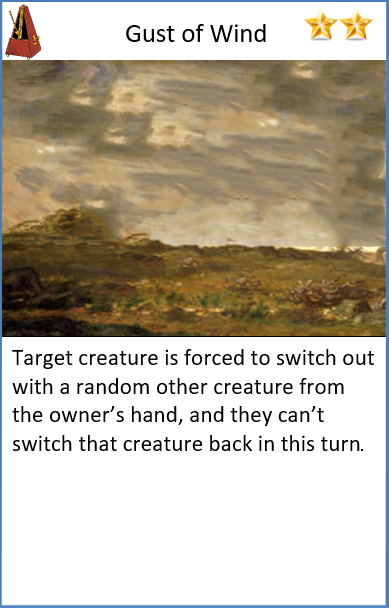 Gust of Wind
Target creature is forced to switch out
with a random other creature from
the owner’s hand, and they can’t
switch that creature back in this turn.